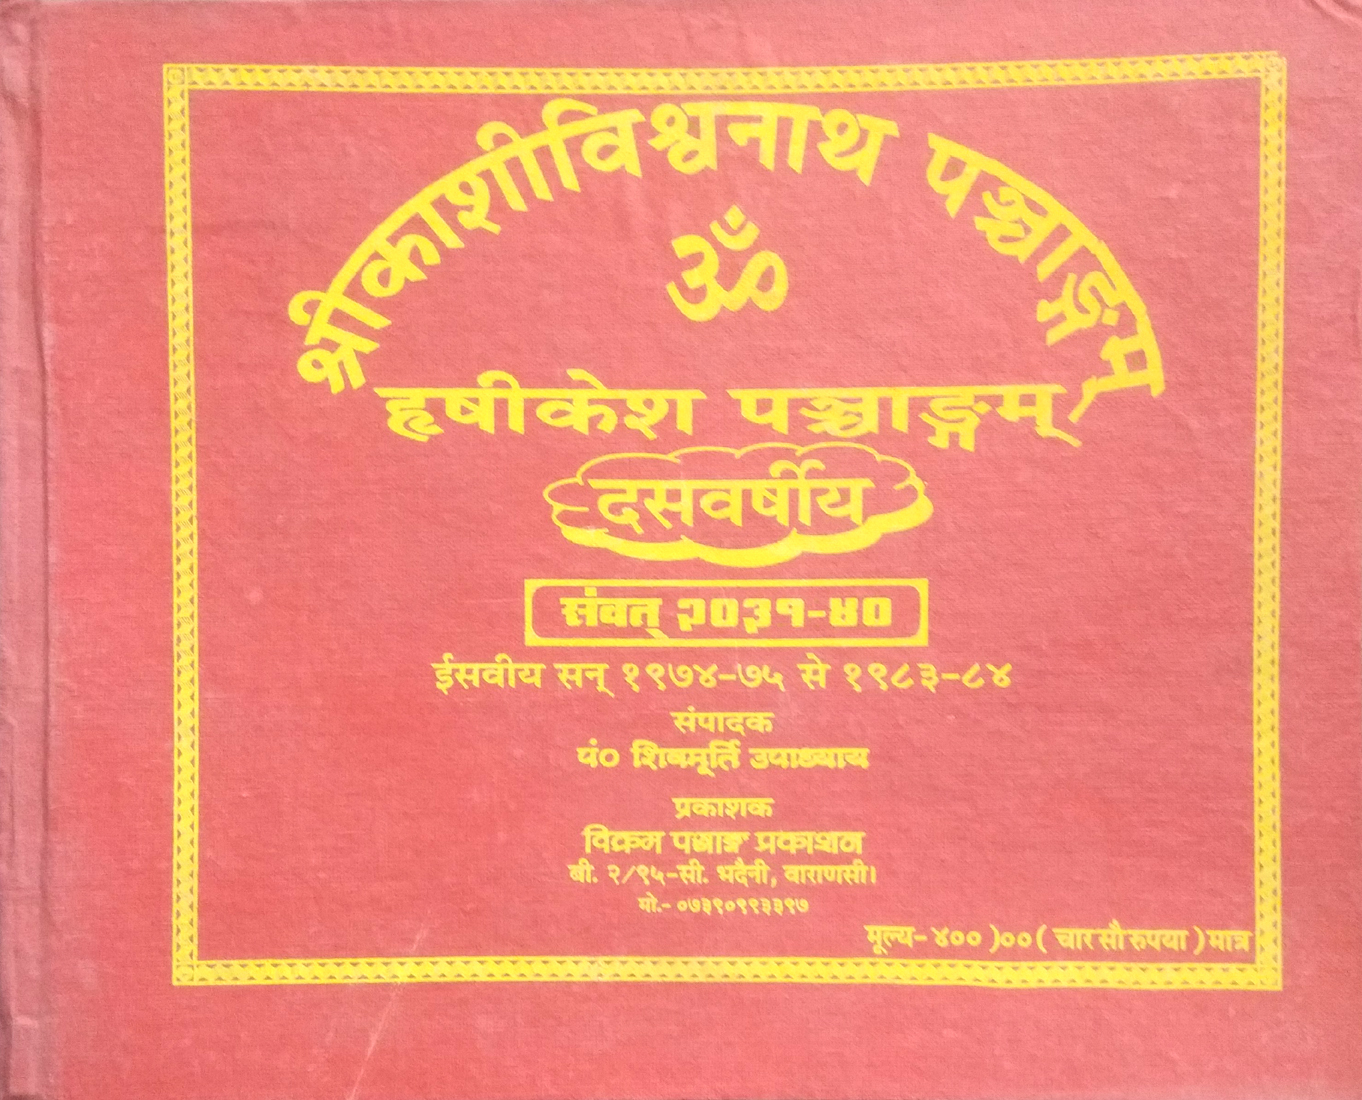 श्रीकाशीविश्वनाथ पञ्चाङ्गम्
ॐ
हृषीकेश पञ्चाङ्गम्
दसवर्षीय
संवत् २०३१-४०
ईसवीय सन् १९७४-७५ से १९८३-८४
संपादक
पं० शिवमूर्ति उपाध्याय
प्रकाशक
विक्रम पञ्चाङ्ग प्रकाशन
बी. २/९५-सी. भदैनी, वाराणसी।
मो.- ०७३९०९९३३९७
मूल्य- ४०० )०० ( चार सौ रुपया ) मात्र